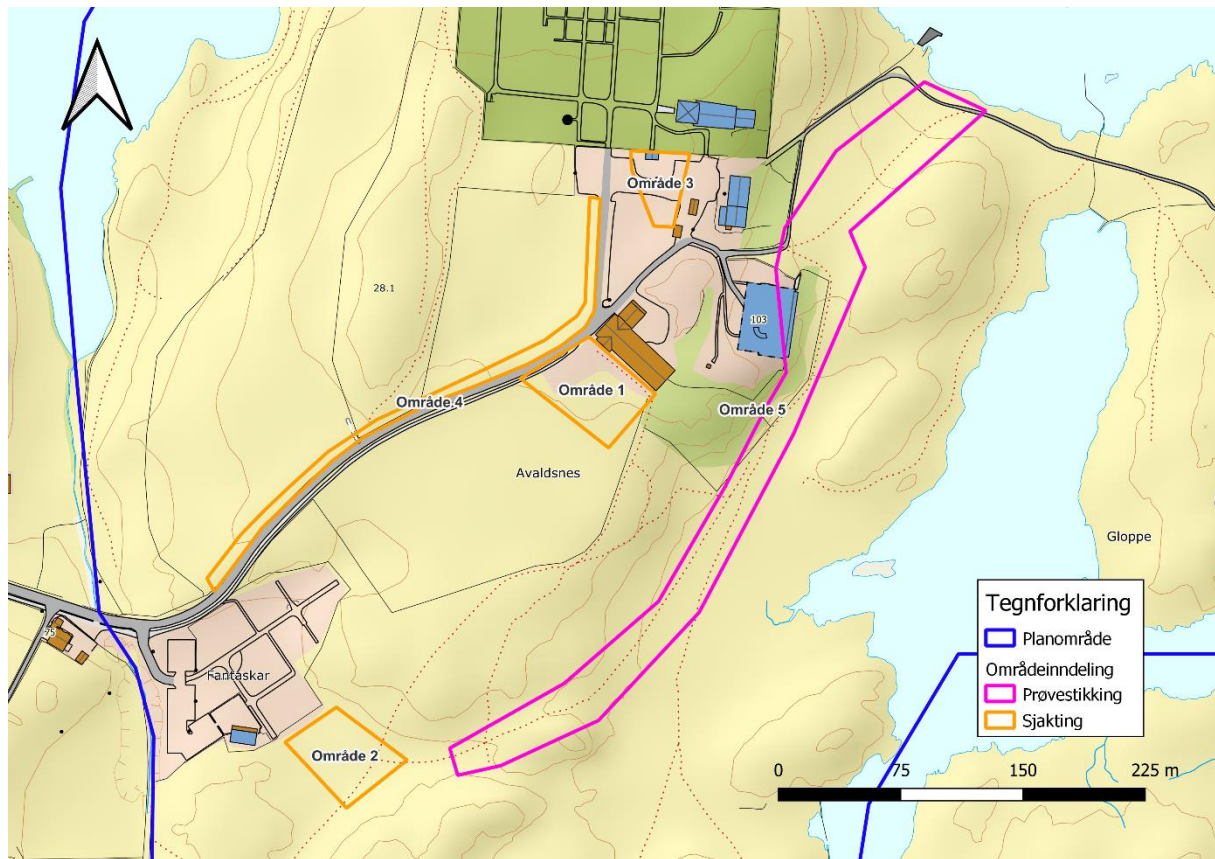 Område 3
28.1
103
Område 1
Område 4
Område 5
Avaldsnes
Gloppe
75
Fantaskar
Område 2
Tegnforklaring
Planområde
Områdeinndeling
Prøvestikking
Sjakting
0 75 150 225 m